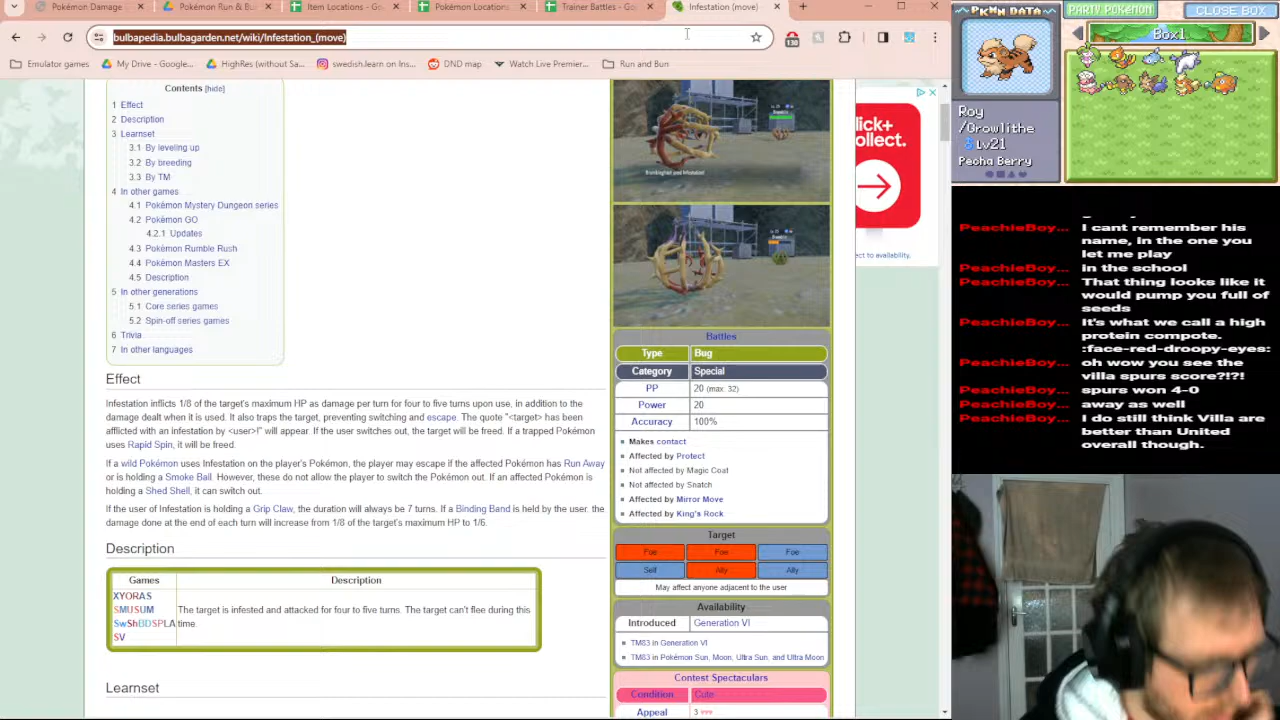 Run & Damage
Pokémon Run & B
Item Locations - Go
Pokémon Locations
Trainer Battles - Go
Infestation (move)
bulbapedia.bulbagarden.net/wiki/Infestation_(move)
130
Emulator games
My Drive - Google...
HighRes (without Sa...
swedish.learn on Ins...
DND map
Watch Live Premier...
Run and Bun
Contents [hide]
1 Effect
2 Description
3 Learnset
3.1 By leveling up
3.2 By breeding
3.3 By TM
4 In other games
4.1 Pokémon Mystery Dungeon series
4.2 Pokémon GO
4.2.1 Updates
4.3 Pokémon Rumble Rush
4.4 Pokémon Masters EX
4.5 Description
5 In other generations
5.1 Core series games
5.2 Spin-off series games
6 Trivia
7 In other languages
Effect
Infestation inflicts 1/8 of the target's maximum HP as damage per turn for four to five turns upon use, in addition to the
damage dealt when it is used. It also traps the target, preventing switching and escape. The quote "<target> has been
afflicted with an infestation by <user>!" will appear. If the user switches out, the target will be freed. If a trapped Pokémon
uses Rapid Spin, it will be freed.
If a wild Pokémon uses Infestation on the player's Pokémon, the player may escape if the affected Pokémon has Run Away
or is holding a Smoke Ball. However, these do not allow the player to switch the Pokémon out. If an affected Pokémon is
holding a Shed Shell, it can switch out.
If the user of Infestation is holding a Grip Claw, the duration will always be 7 turns. If a Binding Band is held by the user, the
damage done at the end of each turn will increase from 1/8 of the target's maximum HP to 1/6.
Description
Games Description
XYORAS
SMUSUM
SwShBDSPLA
SV
The target is infested and attacked for four to five turns. The target can't flee during this
time.
Learnset
Battles
Type Bug
Category Special
PP 20 (max. 32)
Power 20
Accuracy 100%
Makes contact
Affected by Protect
Not affected by Magic Coat
Not affected by Snatch
Affected by Mirror Move
Affected by King's Rock
Target
Foe Foe Foe
Self Ally Ally
May affect anyone adjacent to the user
Availability
Introduced Generation VI
TM83 in Generation VI
TM83 in Pokémon Sun, Moon, Ultra Sun, and Ultra Moon
Contest Spectaculars
Condition Cute
Appeal 3
lick+
ollect.
ct to availability.
PKMN DATA
PARTY POKéMON
CLOSE BOX
Box1
Roy
/Growlithe
♂Lv21
Pecha Berry
PeachieBoy...
I cant remember his
name, in the one you
let me play
PeachieBoy... in the school
PeachieBoy... That thing looks like it
would pump you full of
seeds
PeachieBoy... It's what we call a high
protein compote.
:face-red-droopy-eyes:
PeachieBoy... oh wow you see the
villa spurs score?!?!
PeachieBoy... spurs won 4-0
PeachieBoy... away as well
PeachieBoy... I do still think Villa are
better than United
overall though.